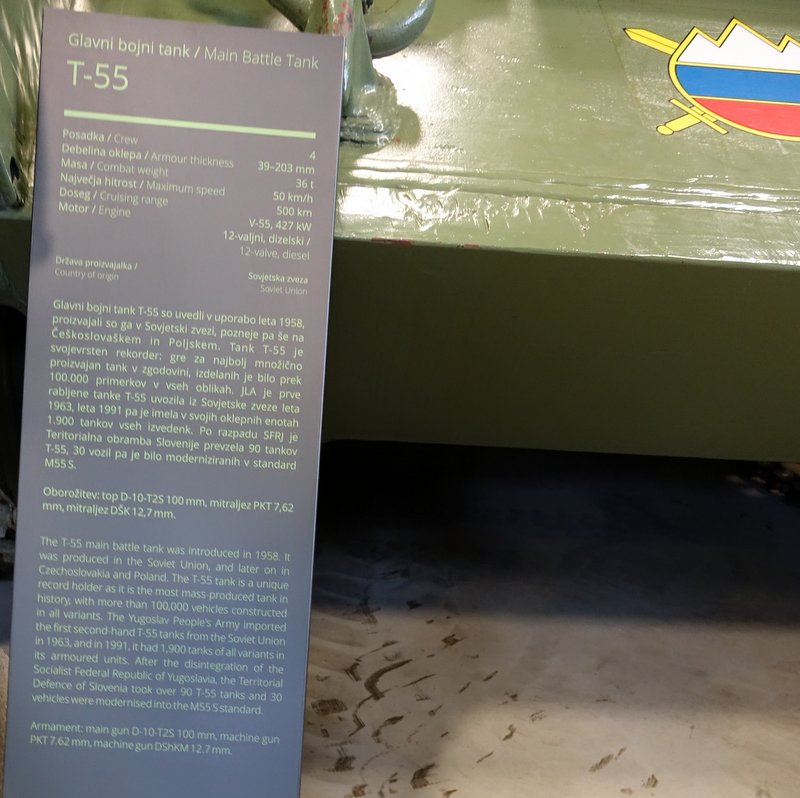 Glavni bojni tank / Main Battle Tank
T-55
Posadka / Crew 4
Debelina oklepa / Armour thickness 39–203 mm
Masa / Combat weight 36 t
Največja hitrost / Maximum speed 50 km/h
Doseg / Cruising range 500 km
Motor / Engine V-55, 427 kW
12-valjni, dizelski /
12-valve, diesel
Država proizvajalka /
Country of origin
Sovjetska zveza
Soviet Union
Glavni bojni tank T-55 so uvedli v uporabo leta 1958,
proizvajali so ga v Sovjetski zvezi, pozneje pa še na
Češkoslovaškem in Poljskem. Tank T-55 je
svojevrsten rekorder: gre za najbolj množično
proizvajan tank v zgodovini, izdelanih je bilo prek
100.000 primerkov v vseh oblikah. JLA je prve
rabljene tanke T-55 uvozila iz Sovjetske zveze leta
1963, leta 1991 pa je imela v svojih oklepnih enotah
1.900 tankov vseh izvedenk. Po razpadu SFRJ je
Teritorialna obramba Slovenije prevzela 90 tankov
T-55, 30 vozil pa je bilo moderniziranih v standard
M55 S.
Oborožitev: top D-10-T2S 100 mm, mitraljez PKT 7,62
mm, mitraljez DŠK 12,7 mm.
The T-55 main battle tank was introduced in 1958. It
was produced in the Soviet Union, and later on in
Czechoslovakia and Poland. The T-55 tank is a unique
record holder as it is the most mass-produced tank in
history, with more than 100,000 vehicles constructed
in all variants. The Yugoslav People's Army imported
the first second-hand T-55 tanks from the Soviet Union
in 1963, and in 1991, it had 1,900 tanks of all variants in
its armoured units. After the disintegration of the
Socialist Federal Republic of Yugoslavia, the Territorial
Defence of Slovenia took over 90 T-55 tanks and 30
vehicles were modernised into the M55 S standard.
Armament: main gun D-10-T2S 100 mm, machine gun
PKT 7.62 mm, machine gun DShKM 12.7 mm.